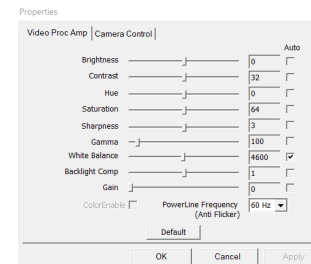 Properties
Video Proc Amp Camera Control
Auto
Brightness 0
Contrast 32
Hue 0
Saturation 64
Sharpness 3
Gamma 100
White Balance 4600
Backlight Comp 1
Gain 0
ColorEnable PowerLine Frequency 60 Hz
(Anti Flicker)
Default
OK Cancel Apply